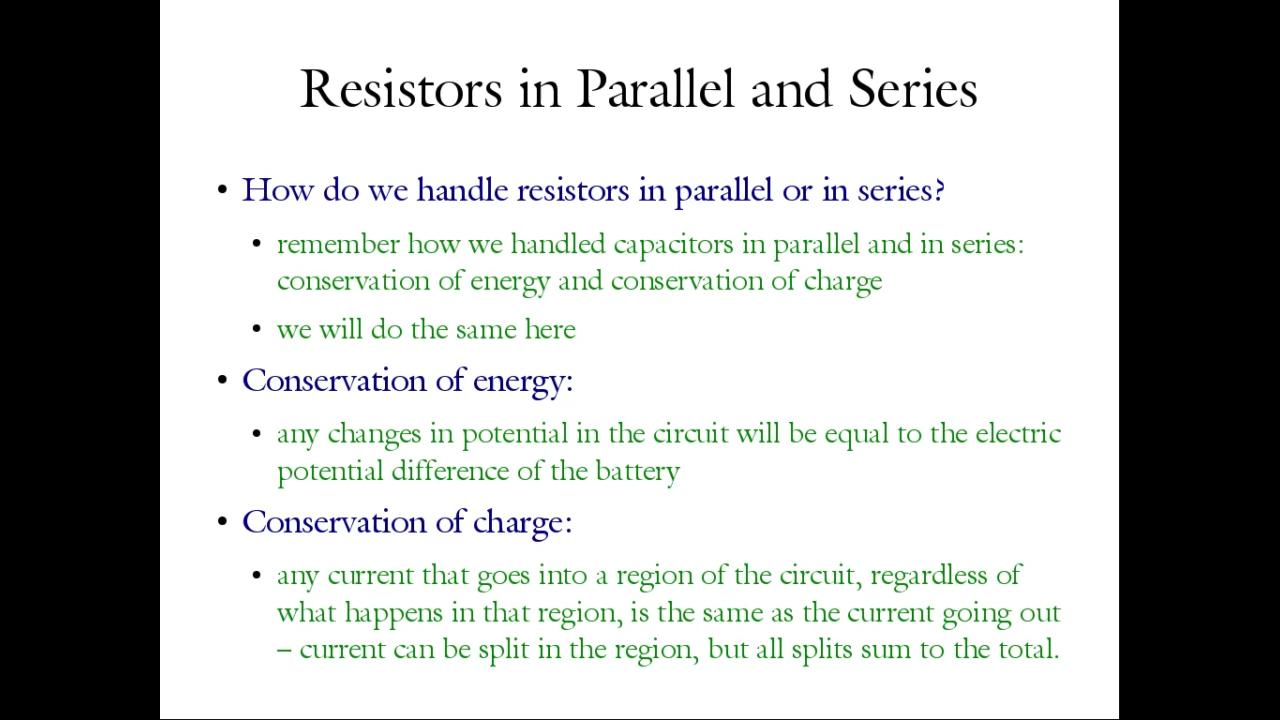 Resistors in Parallel and Series
• How do we handle resistors in parallel or in series?
• remember how we handled capacitors in parallel and in series:
conservation of energy and conservation of charge
• we will do the same here
• Conservation of energy:
• any changes in potential in the circuit will be equal to the electric
potential difference of the battery
• Conservation of charge:
• any current that goes into a region of the circuit, regardless of
what happens in that region, is the same as the current going out
– current can be split in the region, but all splits sum to the total.